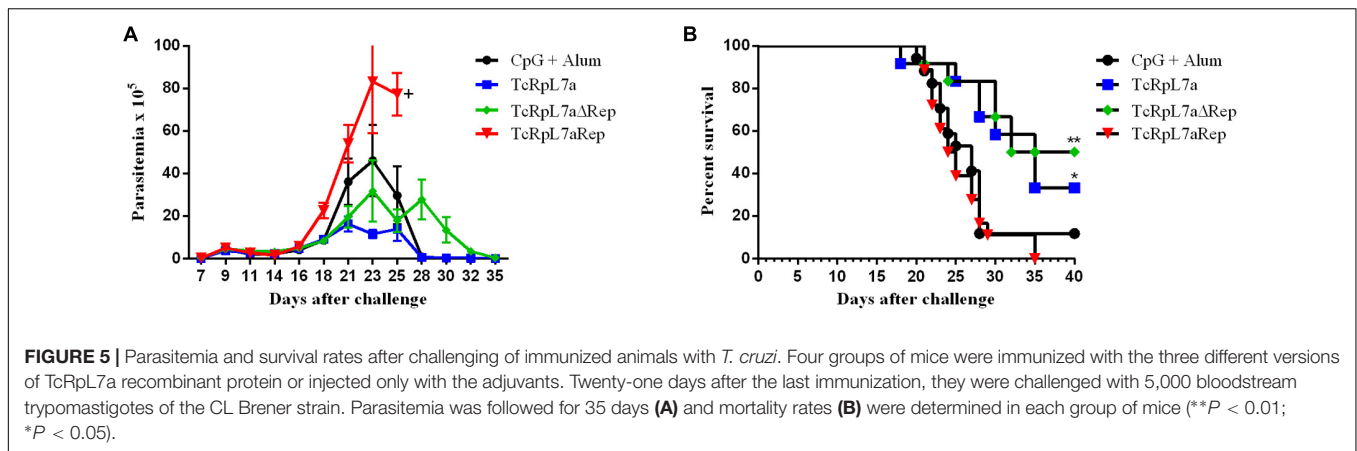 A
Parasitemia x 10⁵
100
80
60
40
20
0
7 9 11 14 16 18 21 23 25 28 30 32 35
Days after challenge
+
CpG + Alum
TcRpL7a
TcRpL7aΔRep
TcRpL7aRep
B
Percent survival
100
80
60
40
20
0
0 5 10 15 20 25 30 35 40
Days after challenge
**
*
CpG + Alum
TcRpL7a
TcRpL7aΔRep
TcRpL7aRep
FIGURE 5 | Parasitemia and survival rates after challenging of immunized animals with T. cruzi. Four groups of mice were immunized with the three different versions
of TcRpL7a recombinant protein or injected only with the adjuvants. Twenty-one days after the last immunization, they were challenged with 5,000 bloodstream
trypomastigotes of the CL Brener strain. Parasitemia was followed for 35 days (A) and mortality rates (B) were determined in each group of mice (**P < 0.01;
*P < 0.05).